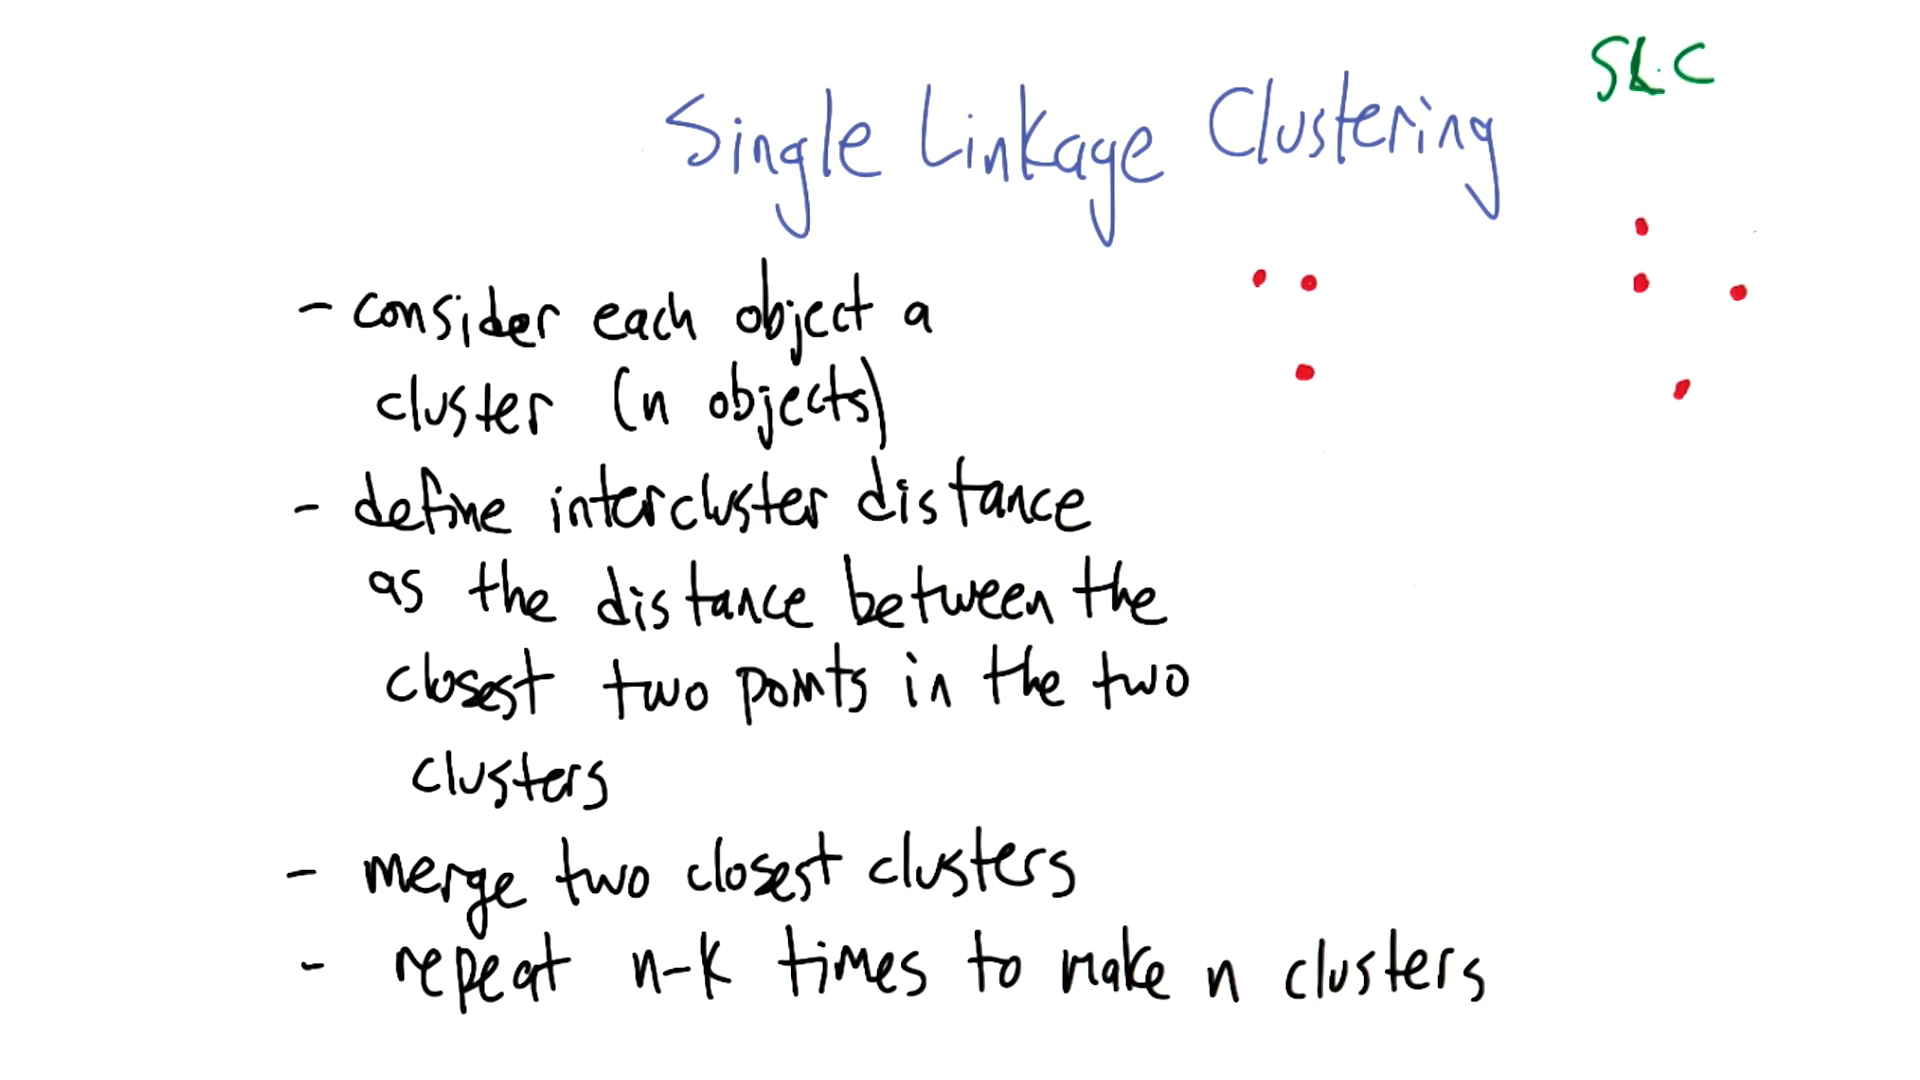 SLC
Single Linkage Clustering
- consider each object a
cluster (n objects)
- define intercluster distance
as the distance between the
closest two points in the two
clusters
- merge two closest clusters
- repeat n-k times to make n clusters